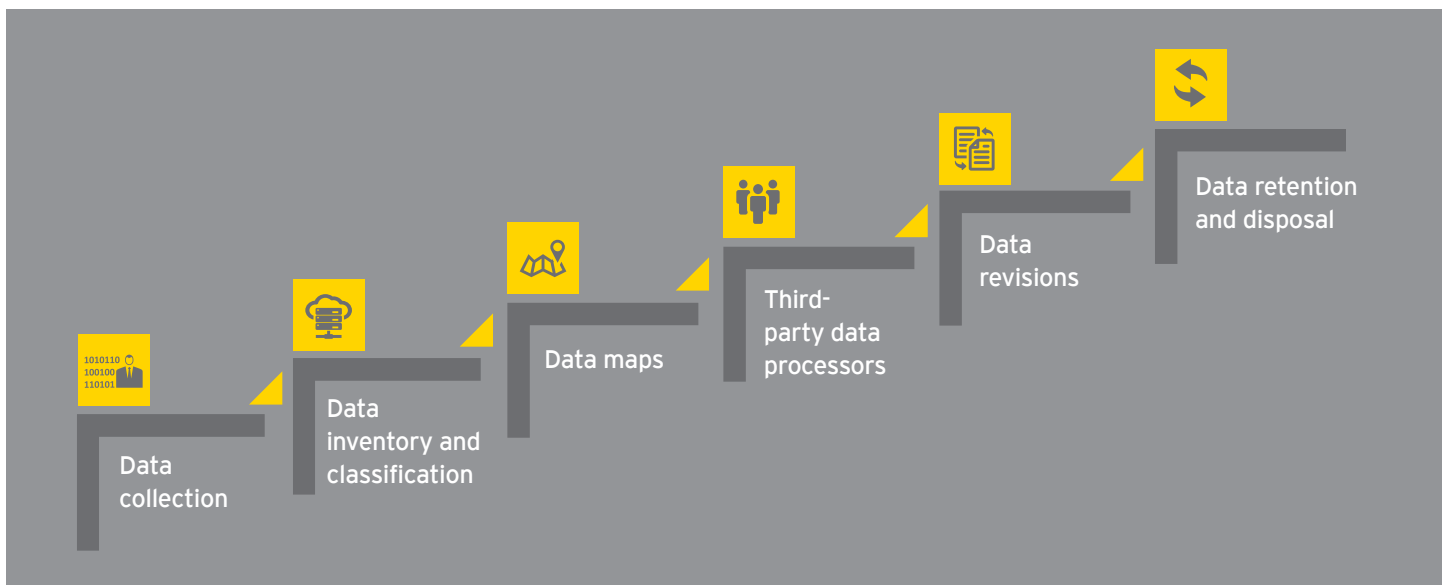 1010110
100100
110101
Data
collection
Data
inventory and
classification
Data maps
Third-
party data
processors
Data
revisions
Data retention
and disposal